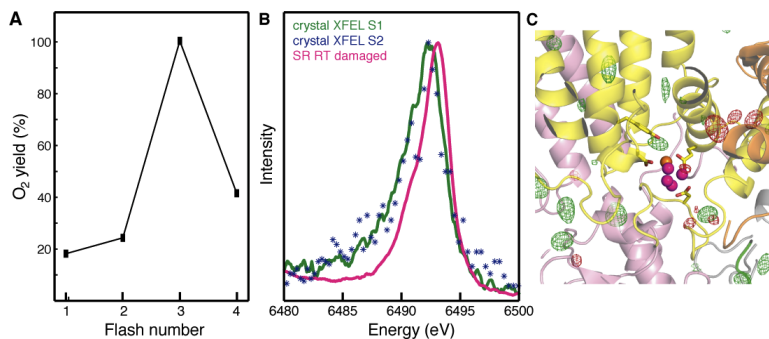 A
O2 yield (%)
100
80
60
40
20
1
2
3
4
Flash number
B
crystal XFEL S1
crystal XFEL S2
SR RT damaged
Intensity
6480
6485
6490
6495
6500
Energy (eV)
C